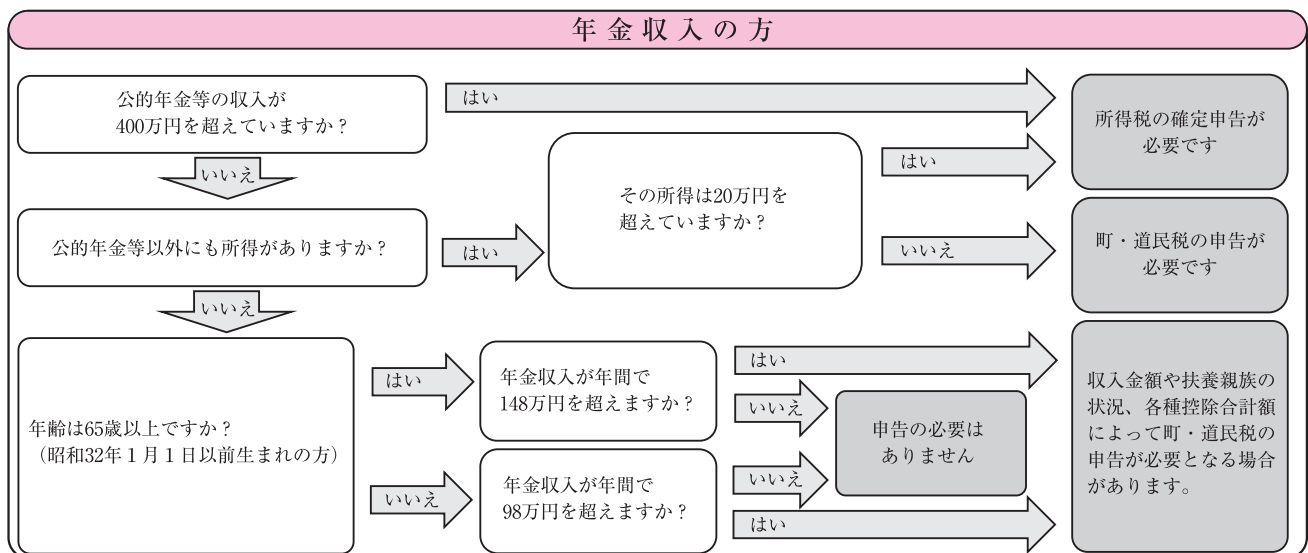 年金収入の方
公的年金等の収入が
400万円を超えていますか？
はい
所得税の確定申告が
必要です
いいえ
その所得は20万円を
超えていますか？
はい
公的年金等以外にも所得がありますか？
はい
いいえ
町・道民税の申告が
必要です
いいえ
年齢は65歳以上ですか？
（昭和32年１月１日以前生まれの方）
はい
年金収入が年間で
148万円を超えますか？
はい
いいえ
申告の必要は
ありません
いいえ
年金収入が年間で
98万円を超えますか？
いいえ
はい
収入金額や扶養親族の
状況、各種控除合計額
によって町・道民税の
申告が必要となる場合
があります。